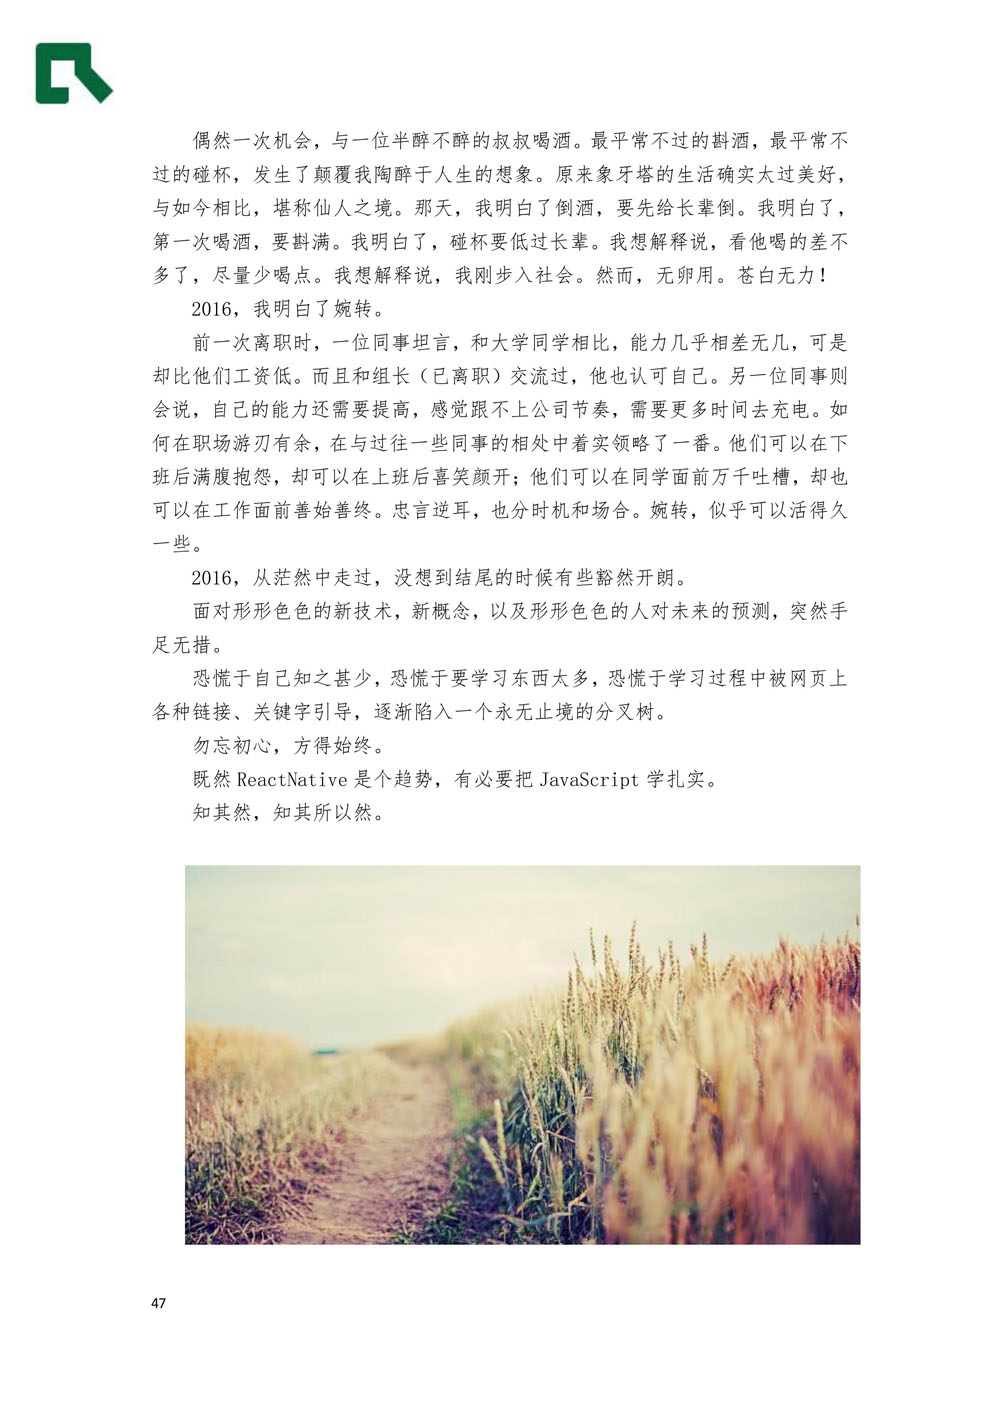 偶然一次机会，与一位半醉不醉的叔叔喝酒。最平常不过的斟酒，最平常不
过的碰杯，发生了颠覆我陶醉于人生的想象。原来象牙塔的生活确实太过美好，
与如今相比，堪称仙人之境。那天，我明白了倒酒，要先给长辈倒。我明白了，
第一次喝酒，要斟满。我明白了，碰杯要低过长辈。我想解释说，看他喝的差不
多了，尽量少喝点。我想解释说，我刚步入社会。然而，无卵用。苍白无力！
2016，我明白了婉转。
前一次离职时，一位同事坦言，和大学同学相比，能力几乎相差无几，可是
却比他们工资低。而且和组长（已离职）交流过，他也认可自己。另一位同事则
会说，自己的能力还需要提高，感觉跟不上公司节奏，需要更多时间去充电。如
何在职场游刃有余，在与过往一些同事的相处中着实领略了一番。他们可以在下
班后满腹抱怨，却可以在上班后喜笑颜开；他们可以在同学面前万千吐槽，却也
可以在工作面前善始善终。忠言逆耳，也分时机和场合。婉转，似乎可以活得久
一些。
2016，从茫然中走过，没想到结尾的时候有些豁然开朗。
面对形形色色的新技术，新概念，以及形形色色的人对未来的预测，突然手
足无措。
恐慌于自己知之甚少，恐慌于要学习东西太多，恐慌于学习过程中被网页上
各种链接、关键字引导，逐渐陷入一个永无止境的分叉树。
勿忘初心，方得始终。
既然 ReactNative 是个趋势，有必要把 JavaScript 学扎实。
知其然，知其所以然。
47